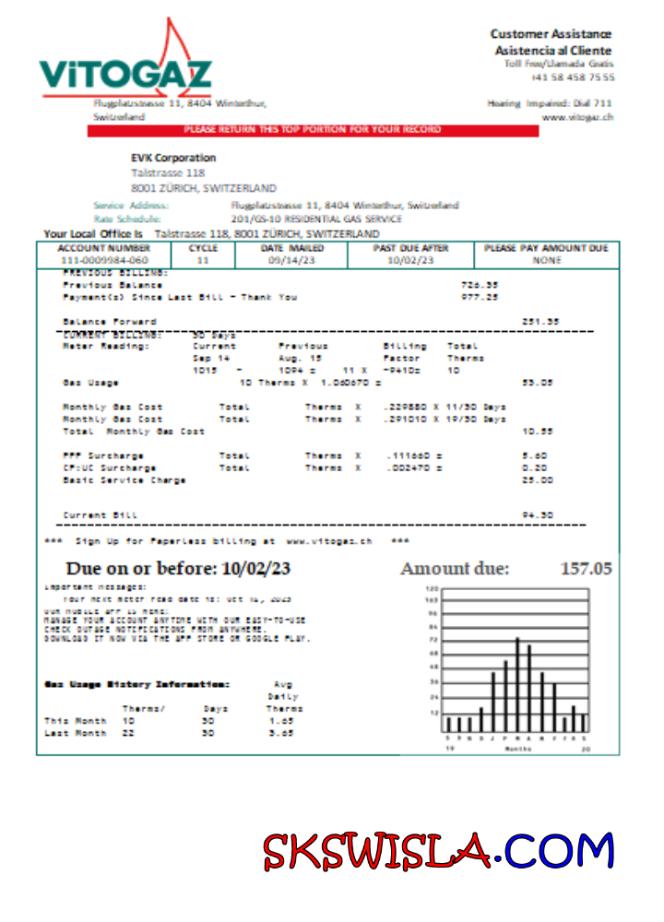 VITOGAZ
Customer Assistance
Asistencia al Cliente
Toll Free/Llamada Gratis
+41 58 458 75 55
Flugplatzstrasse 11, 8404 Winterthur,
Switzerland
Hearing Impaired: Dial 711
www.vitogaz.ch
PLEASE RETURN THIS TOP PORTION FOR YOUR RECORD
EVK Corporation
Talstrasse 118
8001 ZÜRICH, SWITZERLAND
Service Address: Flugplatzstrasse 11, 8404 Winterthur, Switzerland
Rate Schedule: 201/GS-10 RESIDENTIAL GAS SERVICE
Your Local Office Is Talstrasse 118, 8001 ZÜRICH, SWITZERLAND
ACCOUNT NUMBER CYCLE DATE MAILED PAST DUE AFTER PLEASE PAY AMOUNT DUE
111-0009984-060 11 09/14/23 10/02/23 NONE
PREVIOUS BILLING:
Previous Balance 726.35
Payment(s) Since Last Bill - Thank You 977.25
Balance Forward 251.35
CURRENT BILLING: 30 Days
Meter Reading: Current Previous Billing Total
Sep 14 Aug. 15 Factor Therms
1015 - 1094 = 11 X -9410= 10
Gas Usage 10 Therms X 1.060670 = 53.05
Monthly Gas Cost Total Therms X .229880 X 11/30 Days
Monthly Gas Cost Total Therms X .291010 X 19/30 Days
Total Monthly Gas Cost 10.55
PPP Surcharge Total Therms X .111660 = 5.60
CP:UC Surcharge Total Therms X .002470 = 0.20
Basic Service Charge 25.00
Current Bill 94.30
*** Sign Up for Paperless billing at www.vitogaz.ch ***
Due on or before: 10/02/23 Amount due: 157.05
Important messages:
Your next meter read date is: Oct
OUR MOBILE APP IS HERE:
MANAGE YOUR ACCOUNT ANYTIME WITH OUR EASY-TO-USE
CHECK OUTAGE NOTIFICATIONS FROM ANYWHERE.
DOWNLOAD IT NOW VIA THE APP STORE OR GOOGLE PLAY.
Gas Usage History Information: Avg
Daily
Therms/ Days Therms
This Month 10 30 1.65
Last Month 22 30 3.65
120
96
72
48
36
24
12
19 Months 20
SKSWISLA.COM